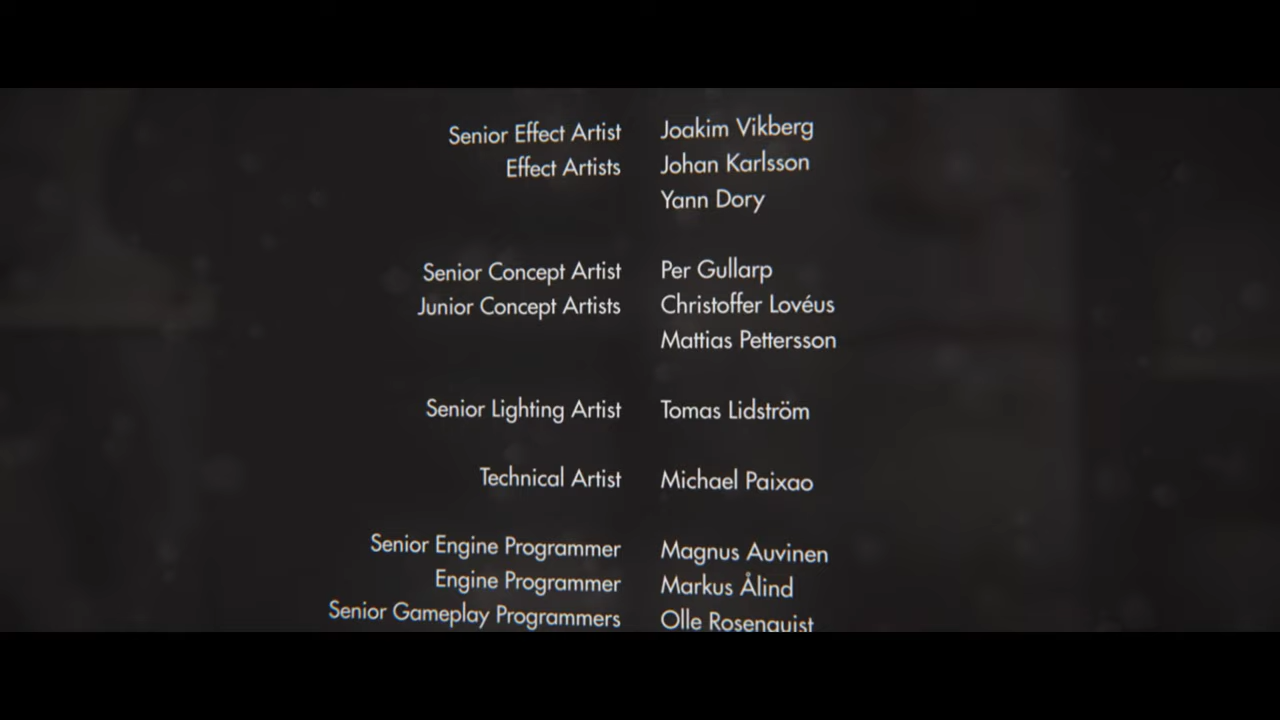 Senior Effect Artist Joakim Vikberg
Effect Artists Johan Karlsson
Yann Dory
Senior Concept Artist Per Gullarp
Junior Concept Artists Christoffer Lovéus
Mattias Pettersson
Senior Lighting Artist Tomas Lidström
Technical Artist Michael Paixao
Senior Engine Programmer Magnus Auvinen
Engine Programmer Markus Ålind
Senior Gameplay Programmers Olle Rosenquist